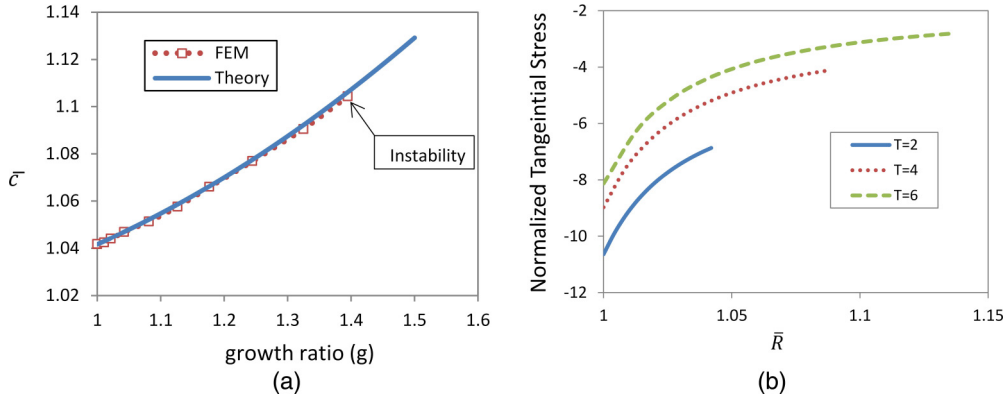 1.14
1.12
1.10
1.08
1.06
1.04
1.02
c̄
FEM
Theory
Instability
1 1.1 1.2 1.3 1.4 1.5 1.6
growth ratio (g)
(a)
0
-2
-4
-6
-8
-10
-12
Normalized Tangeintial Stress
T=2
T=4
T=6
1 1.05 1.1 1.15
R̄
(b)